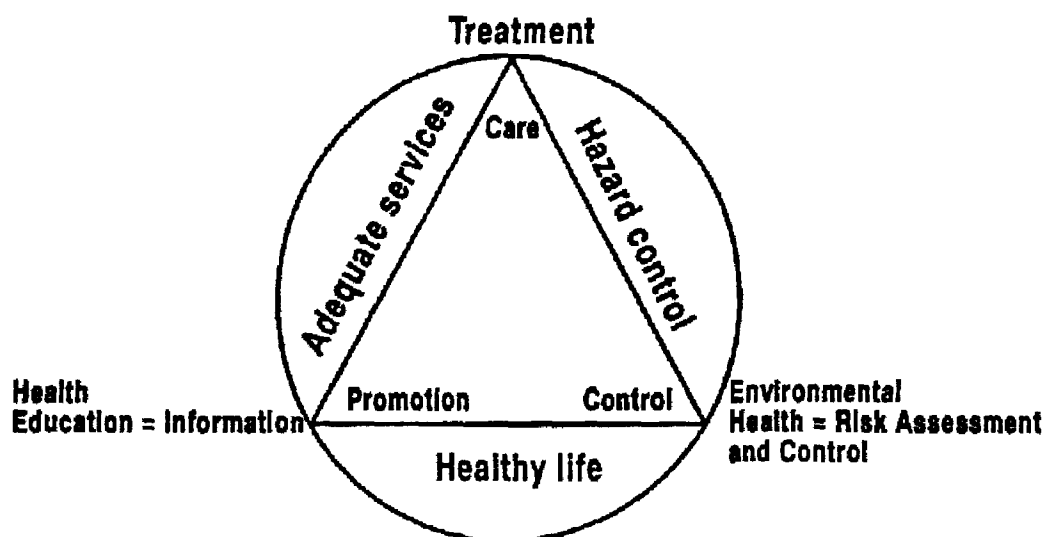 Treatment
Care
Adequate services
Hazard control
Health
Education = Information
Promotion
Control
Environmental
Health = Risk Assessment
and Control
Healthy life